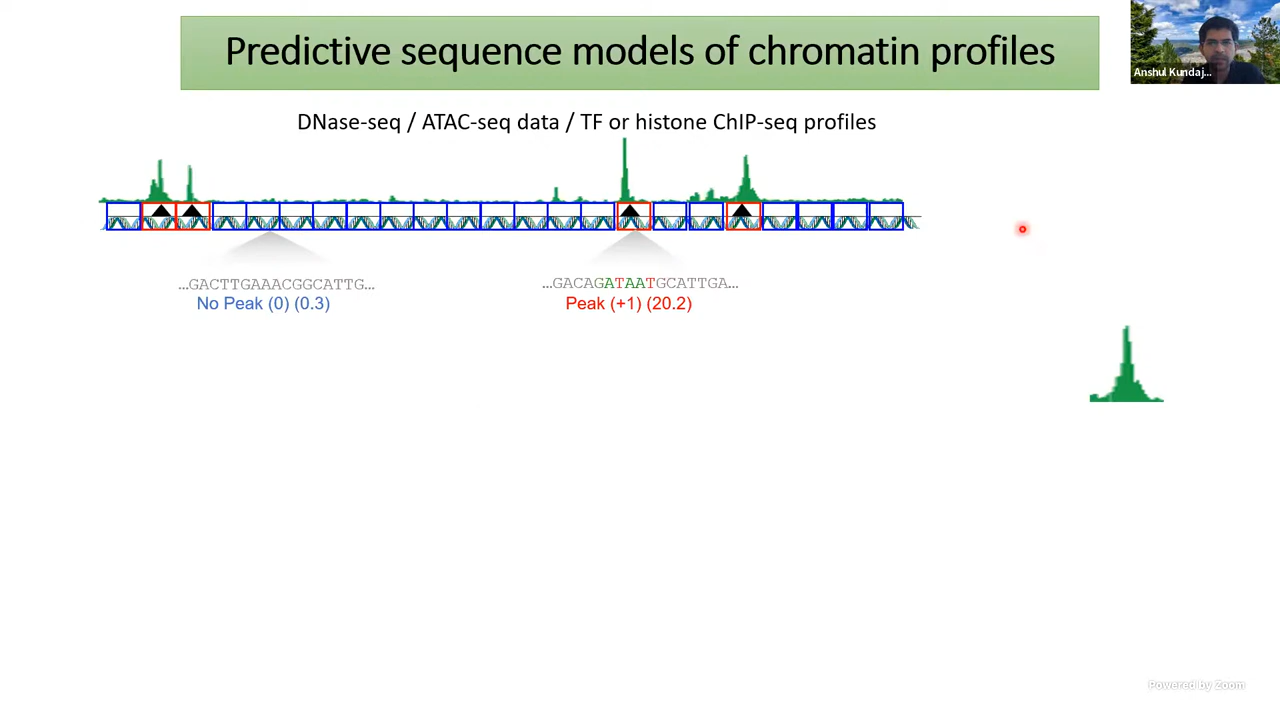 Predictive sequence models of chromatin profiles
Anshul Kundaj...
DNase-seq / ATAC-seq data / TF or histone ChIP-seq profiles
...GACTTGAAACGGCATTG...
...GACAGATAATGCATTGA...
No Peak (0) (0.3)
Peak (+1) (20.2)
Powered by Zoom